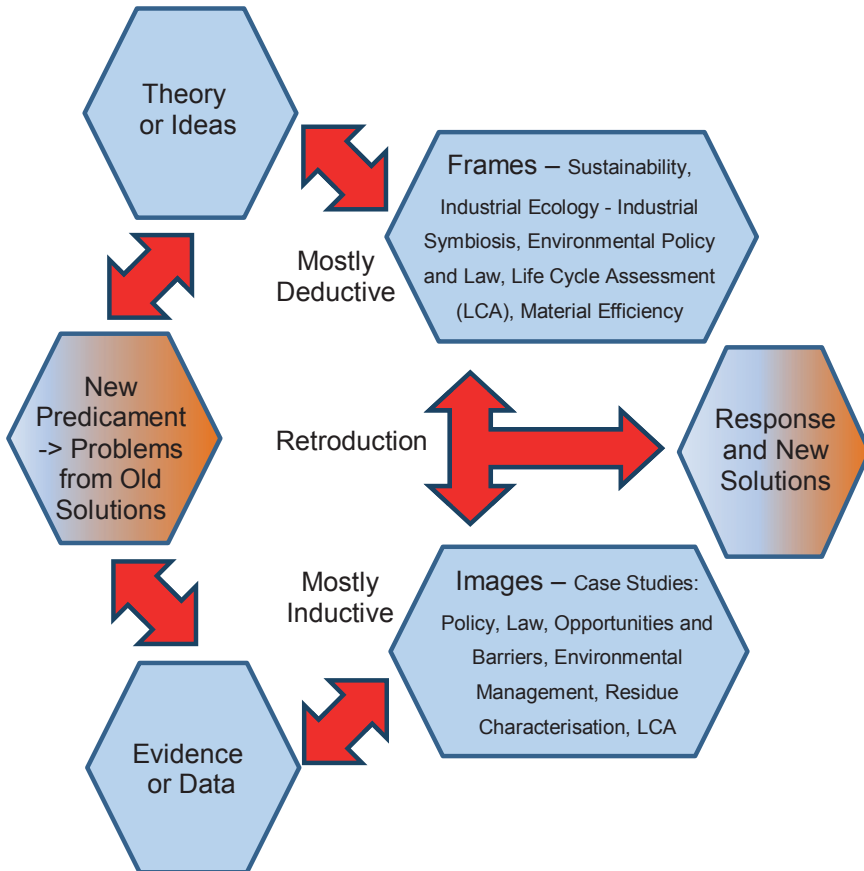 Theory
or Ideas
Frames – Sustainability,
Industrial Ecology - Industrial
Symbiosis, Environmental Policy
and Law, Life Cycle Assessment
(LCA), Material Efficiency
Mostly
Deductive
New
Predicament
-> Problems
from Old
Solutions
Retroduction
Response
and New
Solutions
Mostly
Inductive
Images – Case Studies:
Policy, Law, Opportunities and
Barriers, Environmental
Management, Residue
Characterisation, LCA
Evidence
or Data